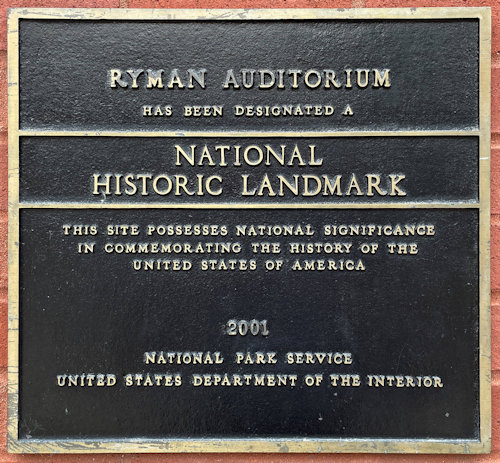 RYMAN AUDITORIUM
HAS BEEN DESIGNATED A
NATIONAL
HISTORIC LANDMARK
THIS SITE POSSESSES NATIONAL SIGNIFICANCE
IN COMMEMORATING THE HISTORY OF THE
UNITED STATES OF AMERICA
2001
NATIONAL PARK SERVICE
UNITED STATES DEPARTMENT OF THE INTERIOR